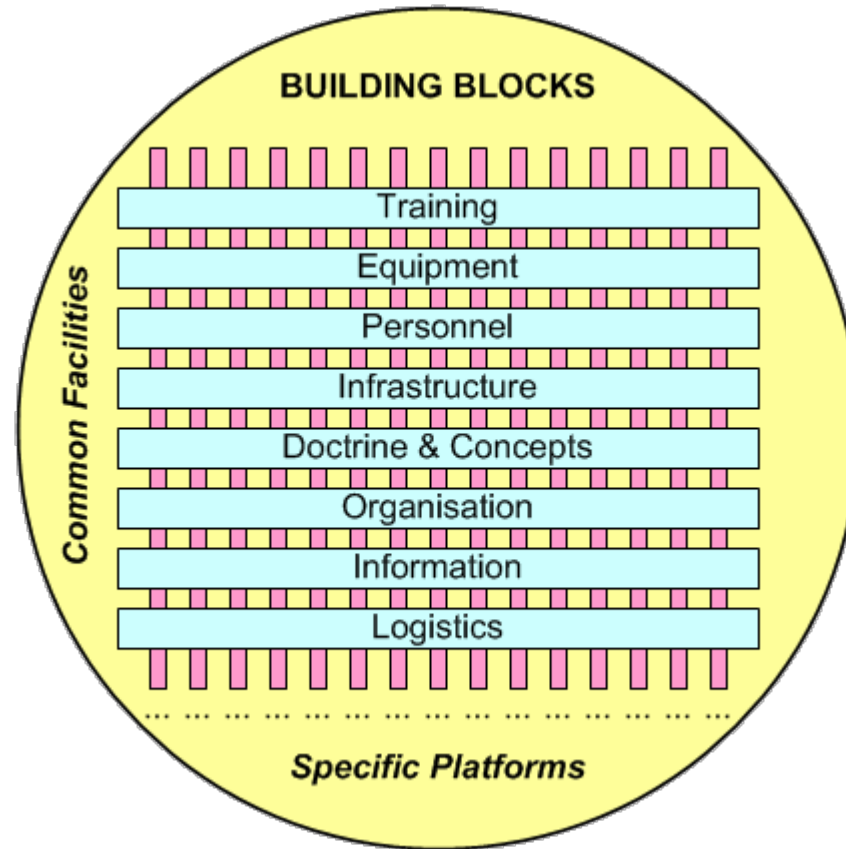 BUILDING BLOCKS
Training
Equipment
Personnel
Infrastructure
Doctrine & Concepts
Organisation
Information
Logistics
Common Facilities
... ... ... ... ... ... ... ... ... ... ... ... ... ... ...
Specific Platforms